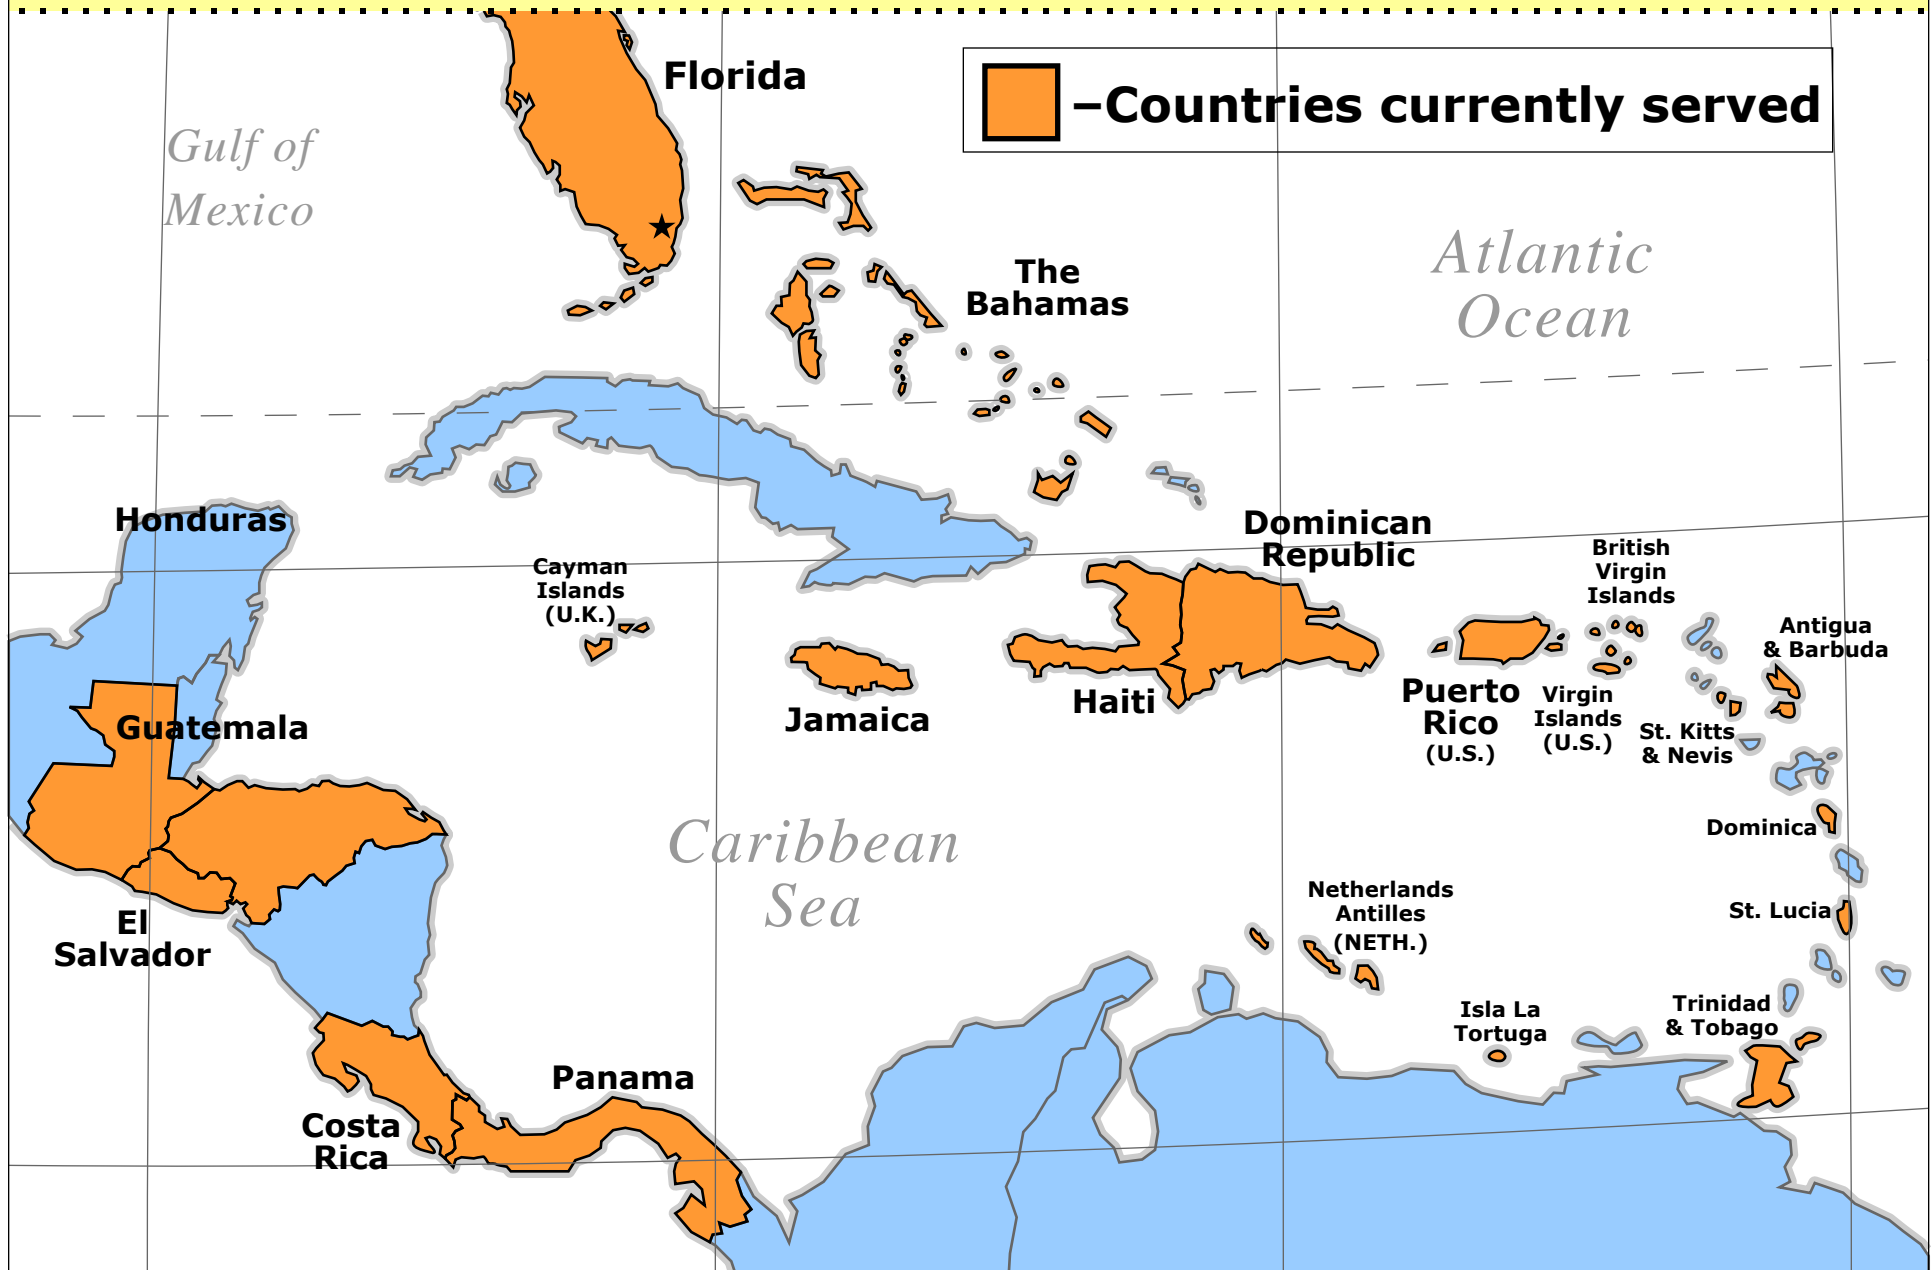 Florida
–Countries currently served
Gulf of
Mexico
Atlantic
Ocean
The
Bahamas
Honduras
Cayman
Islands
(U.K.)
Dominican
Republic
British
Virgin
Islands
Antigua
& Barbuda
Jamaica
Haiti
Puerto
Rico
(U.S.)
Virgin
Islands
(U.S.)
St. Kitts
& Nevis
Guatemala
Dominica
Caribbean
Sea
El
Salvador
Netherlands
Antilles
(NETH.)
St. Lucia
Isla La
Tortuga
Trinidad
& Tobago
Panama
Costa
Rica